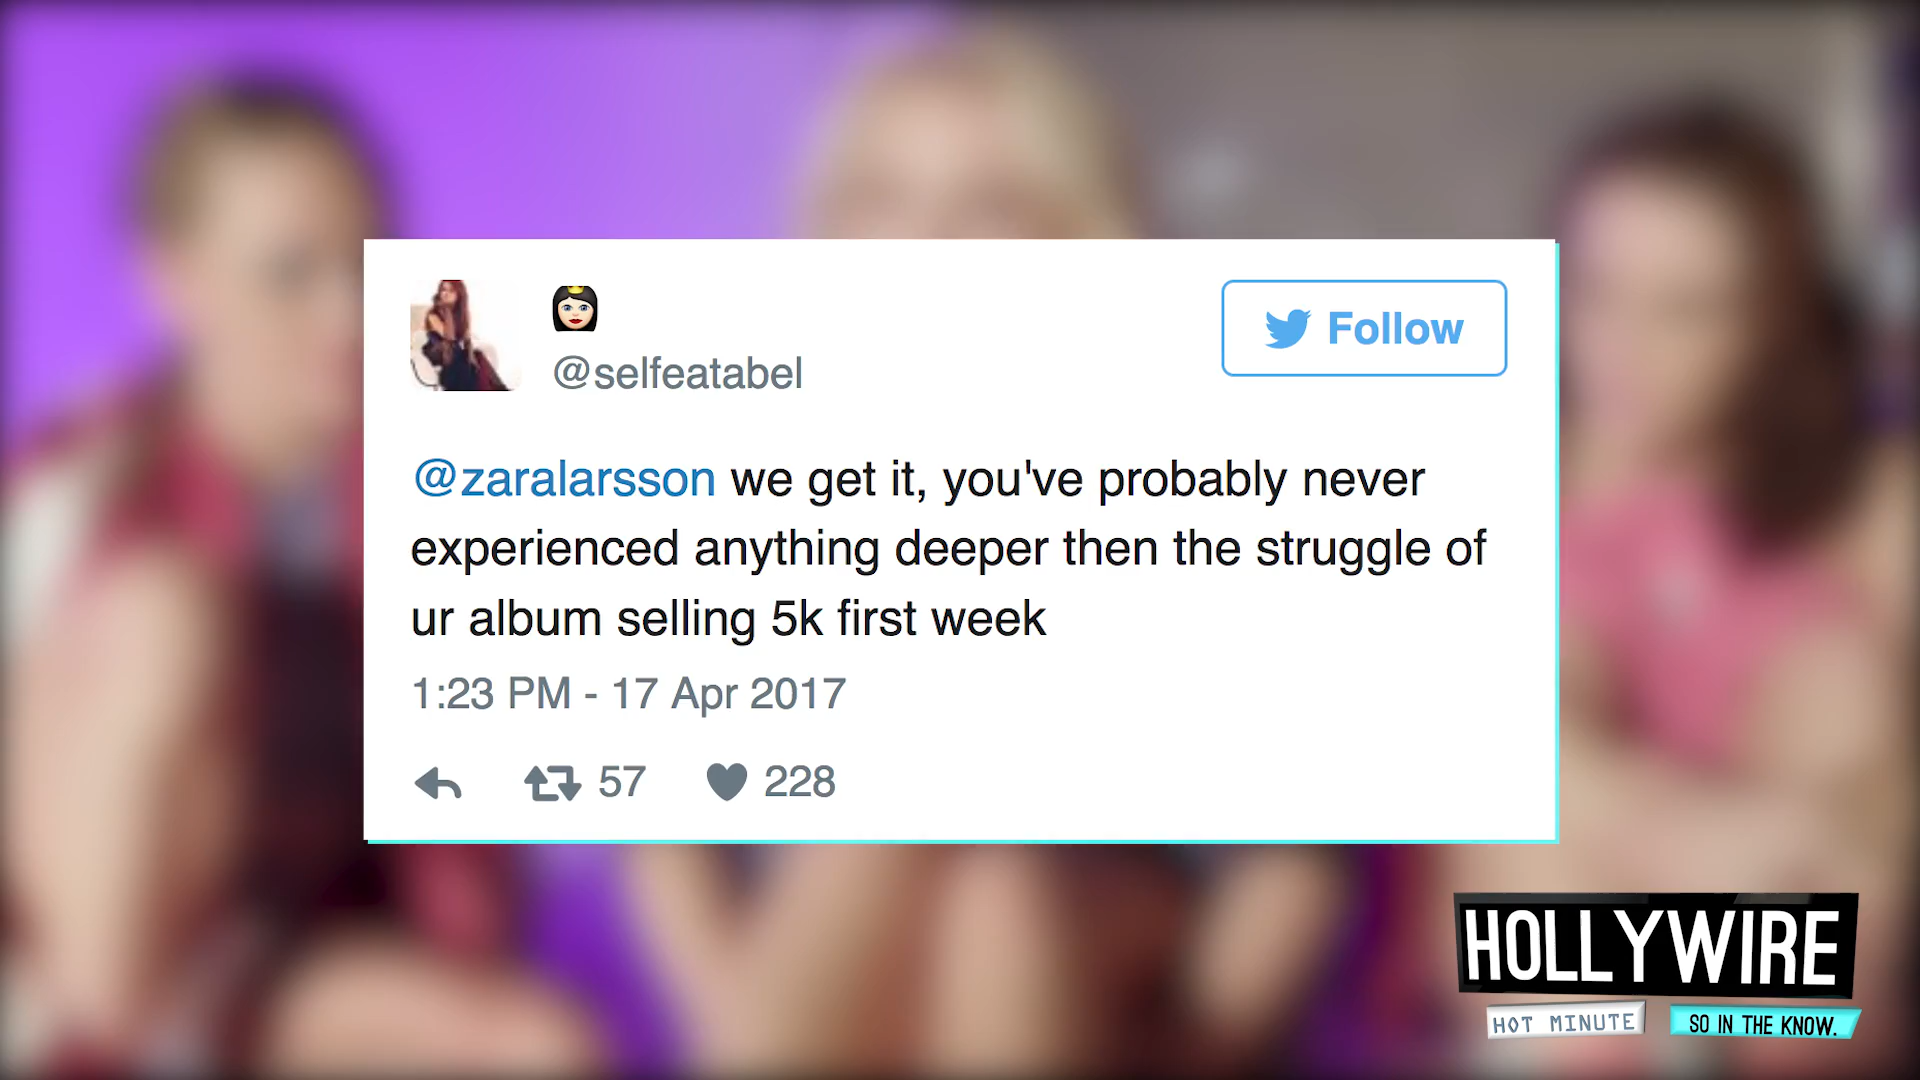 @selfeatabel
Follow
@zaralarsson we get it, you've probably never
experienced anything deeper then the struggle of
ur album selling 5k first week
1:23 PM - 17 Apr 2017
57 228
HOLLYWIRE
HOT MINUTE SO IN THE KNOW.